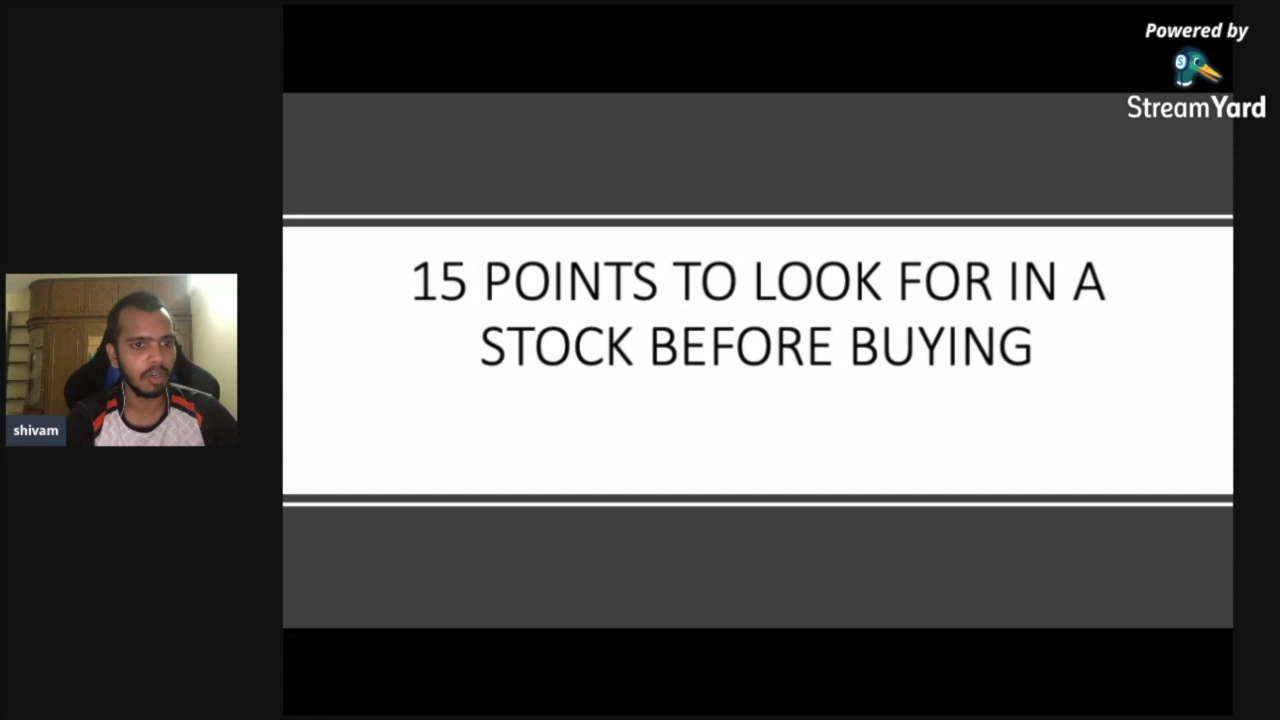 Powered by
StreamYard
15 POINTS TO LOOK FOR IN A
STOCK BEFORE BUYING
shivam